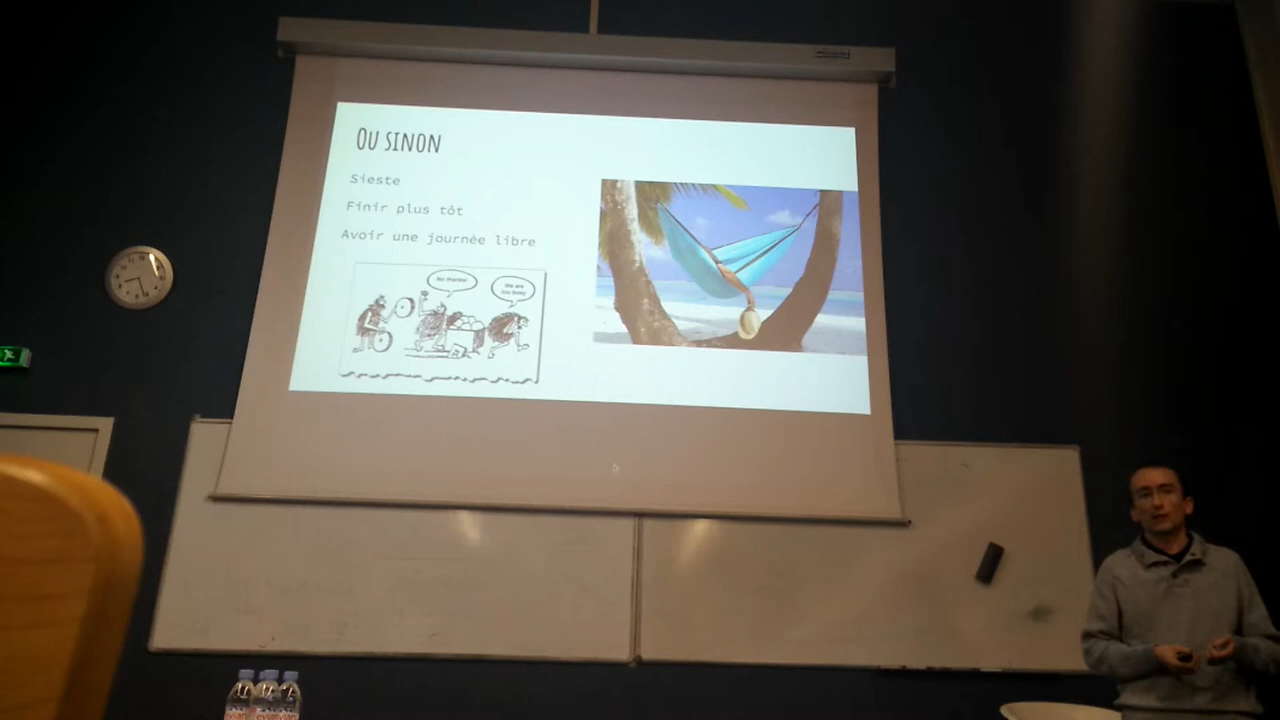 Ou sinon
Sieste
Finir plus tôt
Avoir une journée libre
No thanks!
We are
too busy